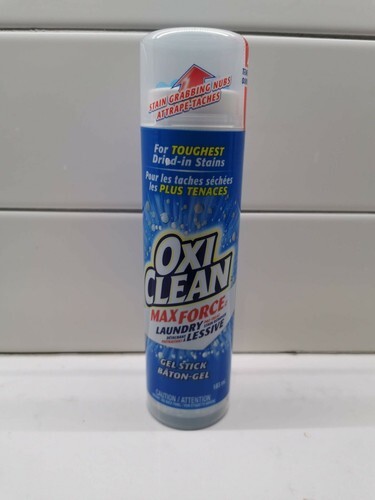 STAIN GRABBING NUBS
ATTRAPE-TACHES
For TOUGHEST
Dried-in Stains
Pour les taches séchées
les PLUS TENACES
OXI
CLEAN
MAX FORCE
LAUNDRY
LESSIVE
GEL STICK
BÂTON-GEL
CAUTION / ATTENTION